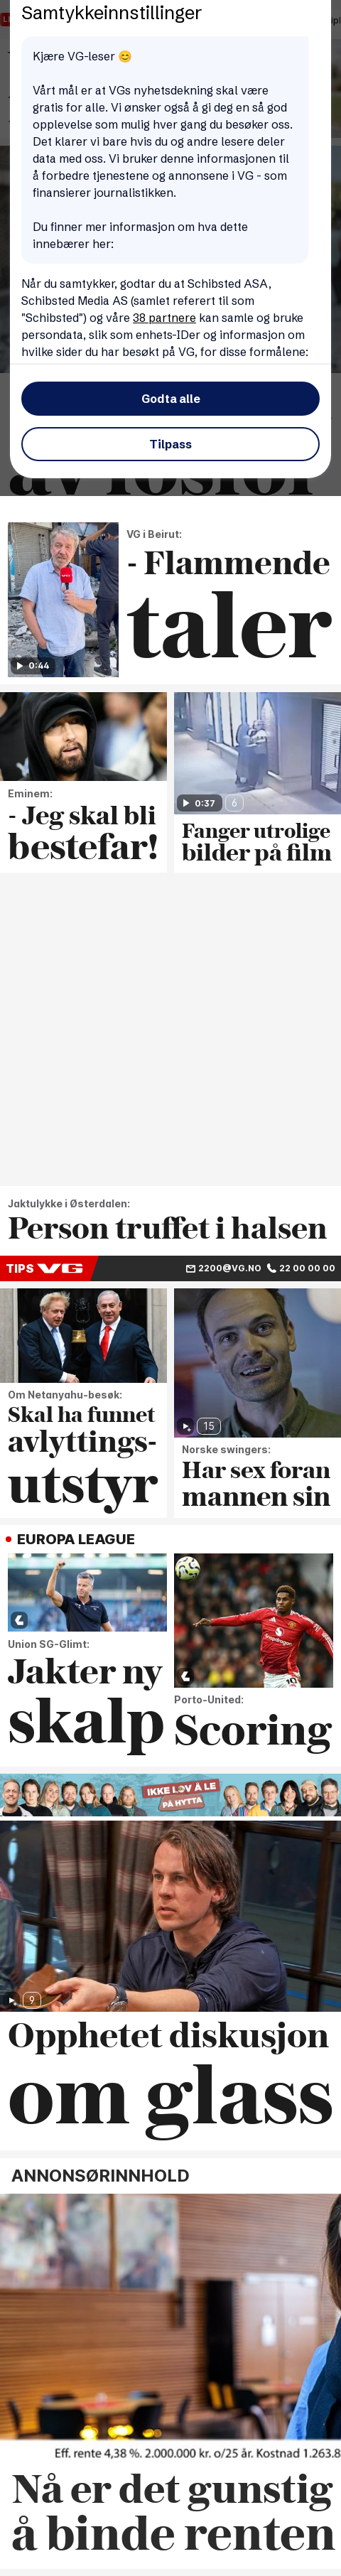 Samtykkeinnstillinger
Kjære VG-leser 😊
Vårt mål er at VGs nyhetsdekning skal være
gratis for alle. Vi ønsker også å gi deg en så god
opplevelse som mulig hver gang du besøker oss.
Det klarer vi bare hvis du og andre lesere deler
data med oss. Vi bruker denne informasjonen til
å forbedre tjenestene og annonsene i VG - som
finansierer journalistikken.
Du finner mer informasjon om hva dette
innebærer her:
Når du samtykker, godtar du at Schibsted ASA,
Schibsted Media AS (samlet referert til som
"Schibsted") og våre 38 partnere kan samle og bruke
persondata, slik som enhets-IDer og informasjon om
hvilke sider du har besøkt på VG, for disse formålene:
Godta alle
Tilpass
av fosfor
VG i Beirut:
- Flammende
taler
0:44
Eminem:
- Jeg skal bli
bestefar!
0:37 6
Fanger utrolige
bilder på film
Jaktulykke i Østerdalen:
Person truffet i halsen
TIPS VG 2200@VG.NO 22 00 00 00
Om Netanyahu-besøk:
Skal ha funnet
avlyttings-
utstyr
15
Norske swingers:
Har sex foran
mannen sin
EUROPA LEAGUE
Union SG-Glimt:
Jakter ny
skalp
Porto-United:
Scoring
IKKE LOV Å LE
PÅ HYTTA
9
Opphetet diskusjon
om glass
ANNONSØRINNHOLD
Eff. rente 4,38 %. 2.000.000 kr. o/25 år. Kostnad 1.263.8
Nå er det gunstig
å binde renten